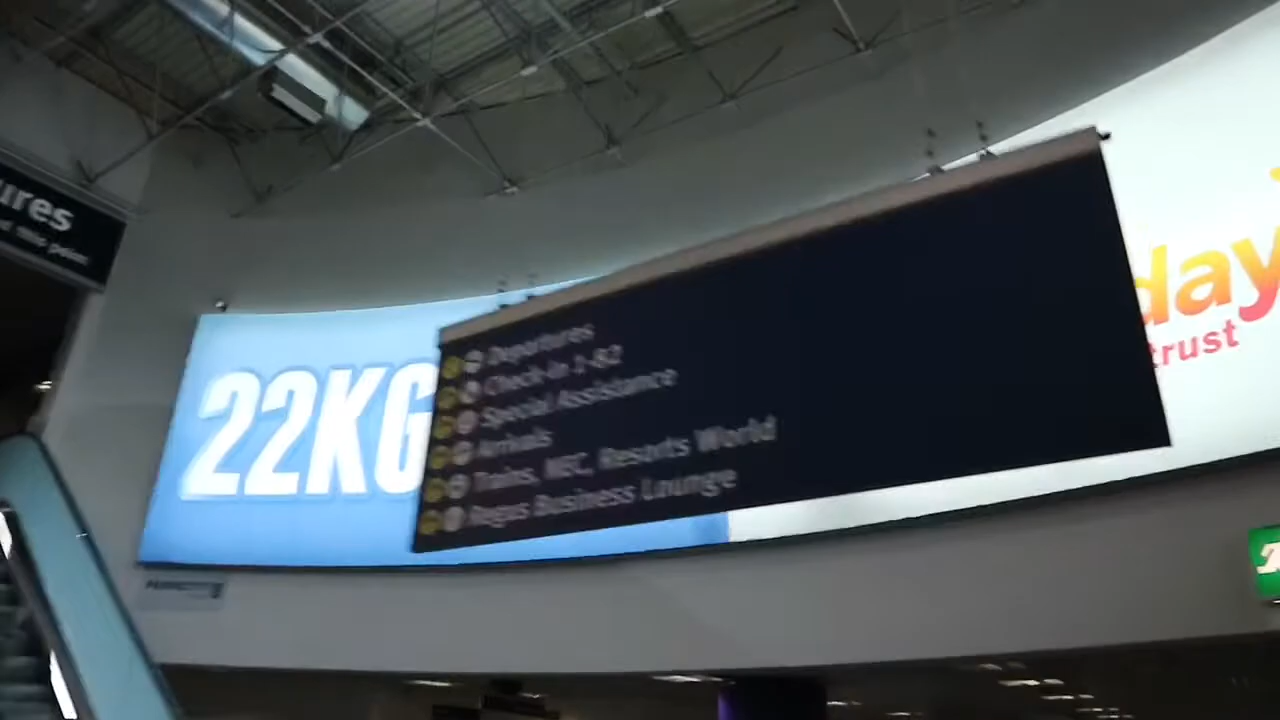 ures
22KG
Departures
Check-in 1-82
Special Assistance
Arrivals
Trains, NEC, Resorts World
Regus Business Lounge
day
trust